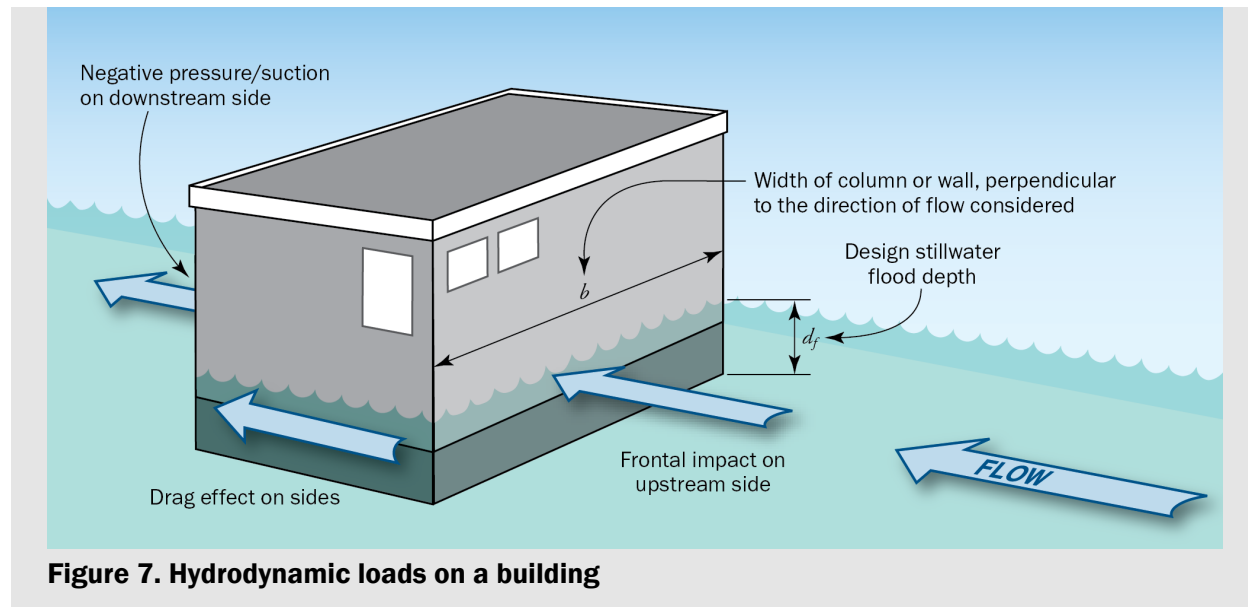 Negative pressure/suction
on downstream side
Width of column or wall, perpendicular
to the direction of flow considered
Design stillwater
flood depth
b
df
Frontal impact on
upstream side
FLOW
Drag effect on sides
Figure 7. Hydrodynamic loads on a building